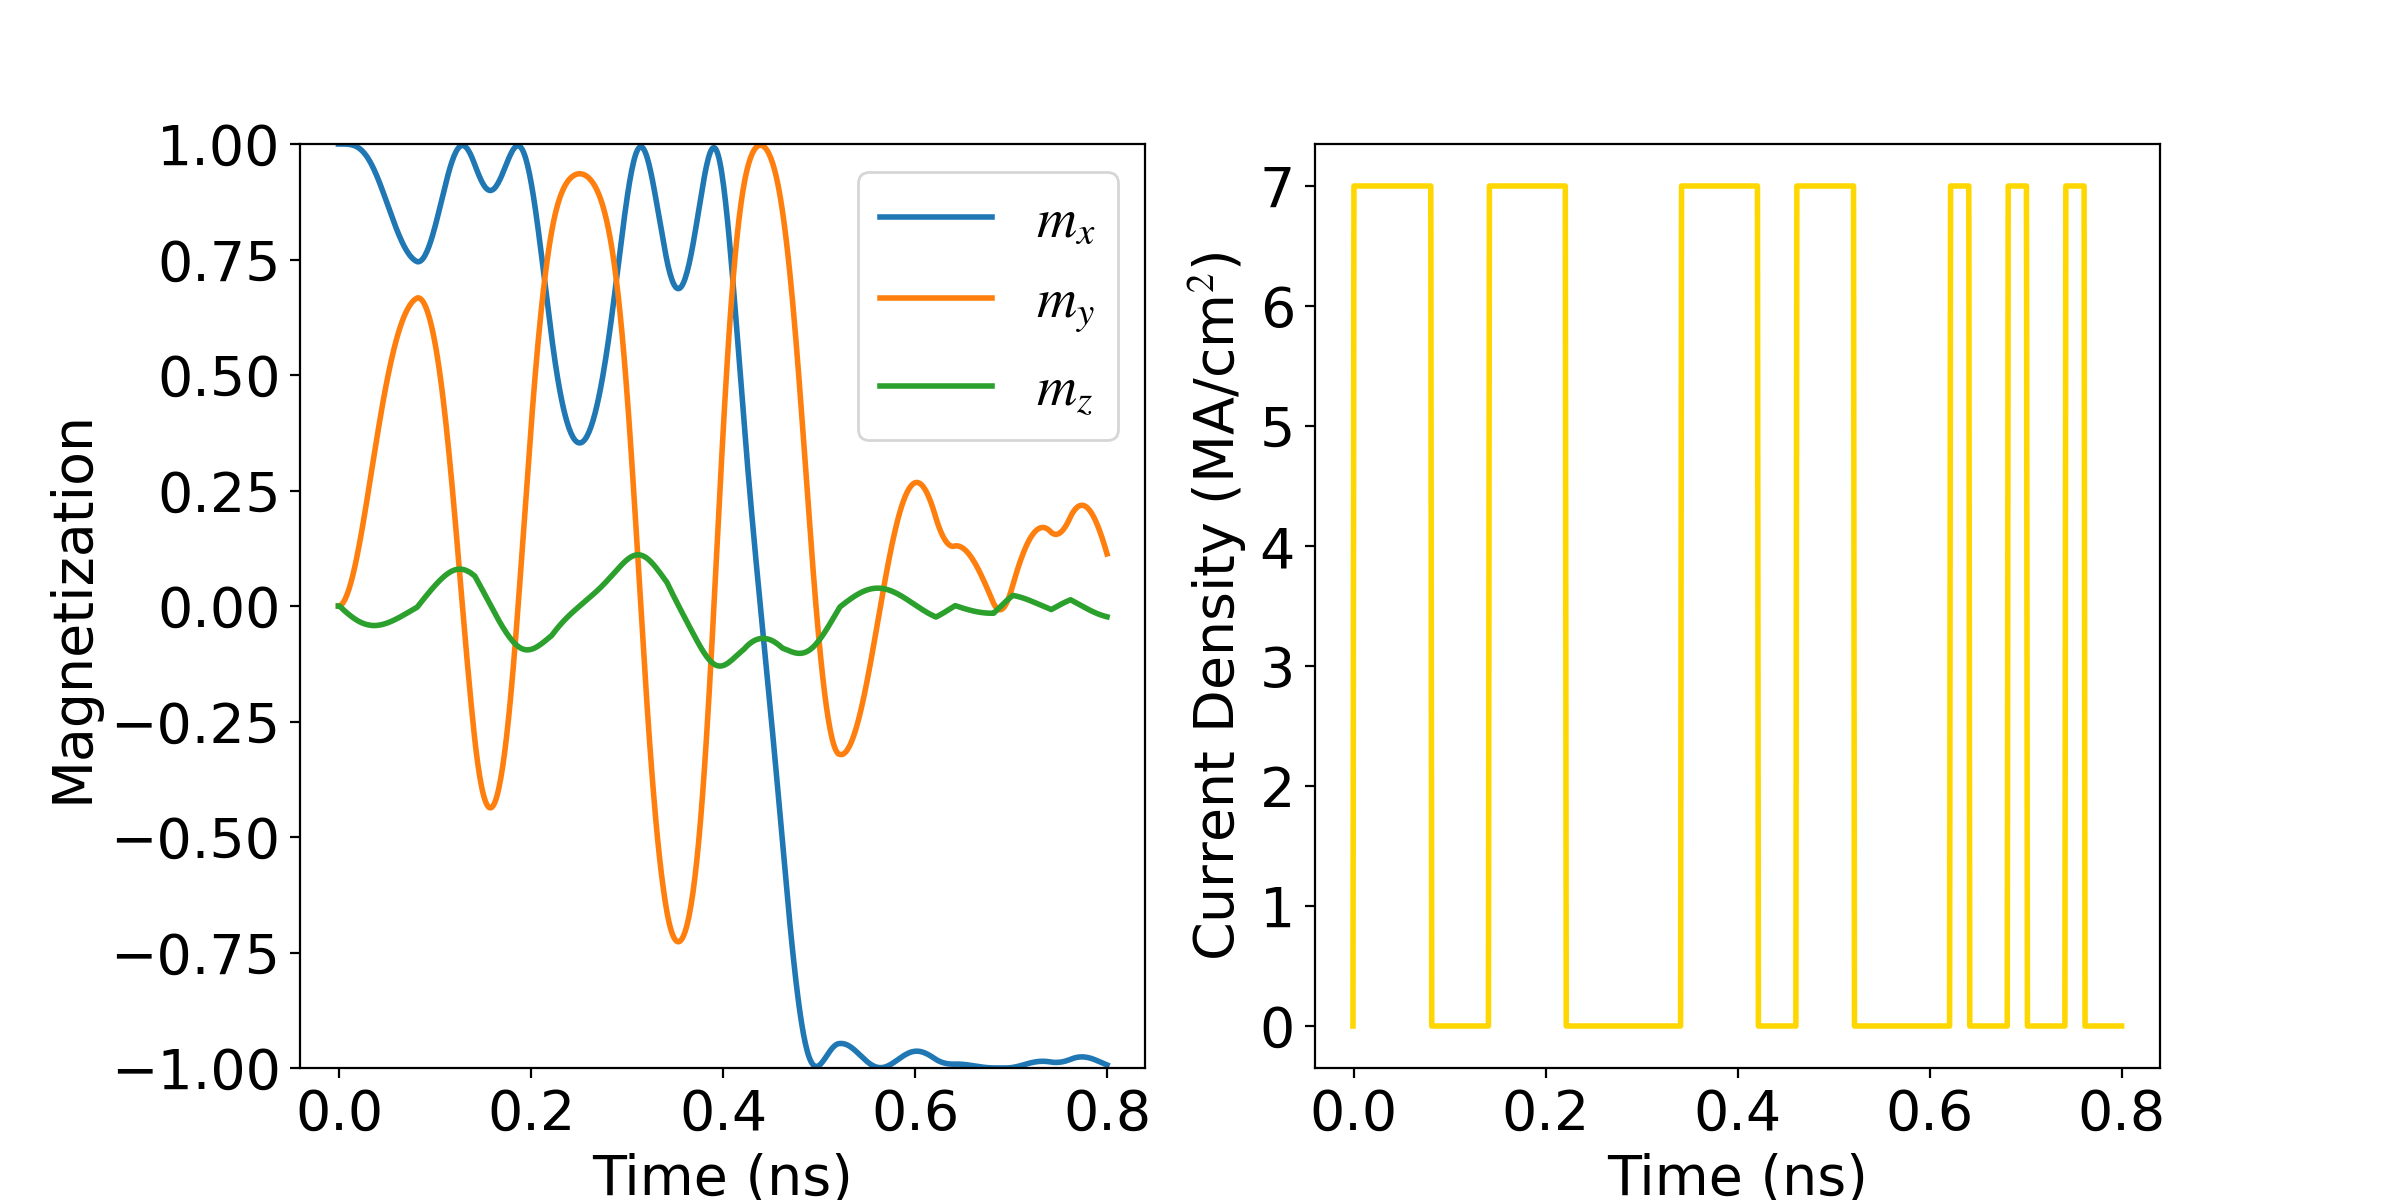 Magnetization
1.00
0.75
0.50
0.25
0.00
−0.25
−0.50
−0.75
−1.00
0.0 0.2 0.4 0.6 0.8
Time (ns)
m_x
m_y
m_z
Current Density (MA/cm²)
7
6
5
4
3
2
1
0
0.0 0.2 0.4 0.6 0.8
Time (ns)